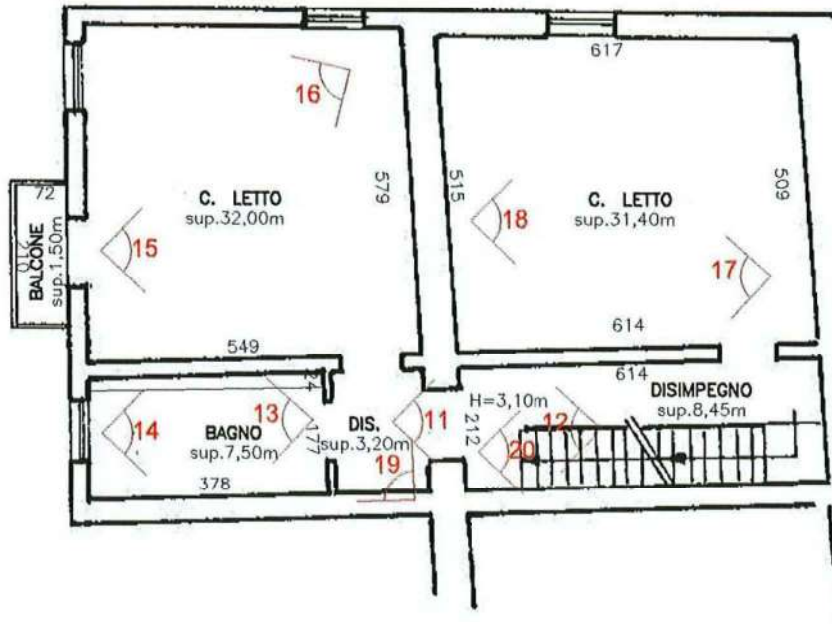 617
16
C. LETTO
sup.32,00m
579
515
C. LETTO
sup.31,40m
509
72
BALCONE
sup.1,50m
210
15
18
17
549
614
614
24
DISIMPEGNO
sup.8,45m
H=3,10m
14
13
BAGNO
sup.7,50m
177
378
DIS.
sup.3,20m
11
19
212
12
20